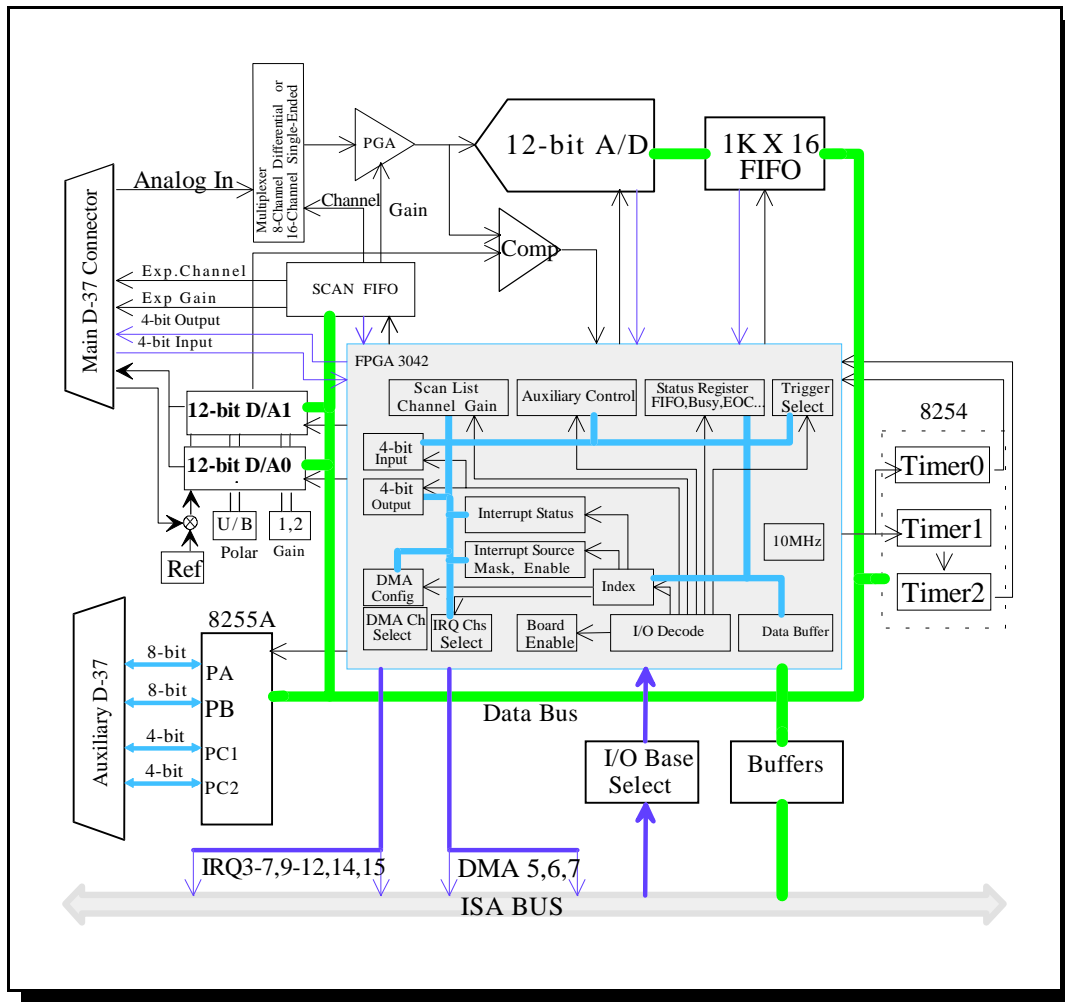 Multiplexer
8-Channel Differential or
16-Channel Single-Ended
PGA
12-bit A/D
1K X 16
FIFO
Analog In
Channel
Gain
Comp
Main D-37 Connector
Exp.Channel
SCAN FIFO
Exp Gain
4-bit Output
4-bit Input
FPGA 3042
Scan List
Channel Gain
Auxiliary Control
Status Register
FIFO,Busy,EOC...
Trigger
Select
12-bit D/A1
12-bit D/A0
8254
4-bit
Input
4-bit
Output
Timer0
Timer1
Timer2
Interrupt Status
10MHz
U/B
Polar
1,2
Gain
Ref
Interrupt Source
Mask, Enable
DMA
Config
Index
DMA Ch
Select
IRQ Chs
Select
Board
Enable
I/O Decode
Data Buffer
8255A
Auxiliary D-37
8-bit
PA
8-bit
PB
4-bit
PC1
4-bit
PC2
Data Bus
I/O Base
Select
Buffers
IRQ3-7,9-12,14,15
DMA 5,6,7
ISA BUS